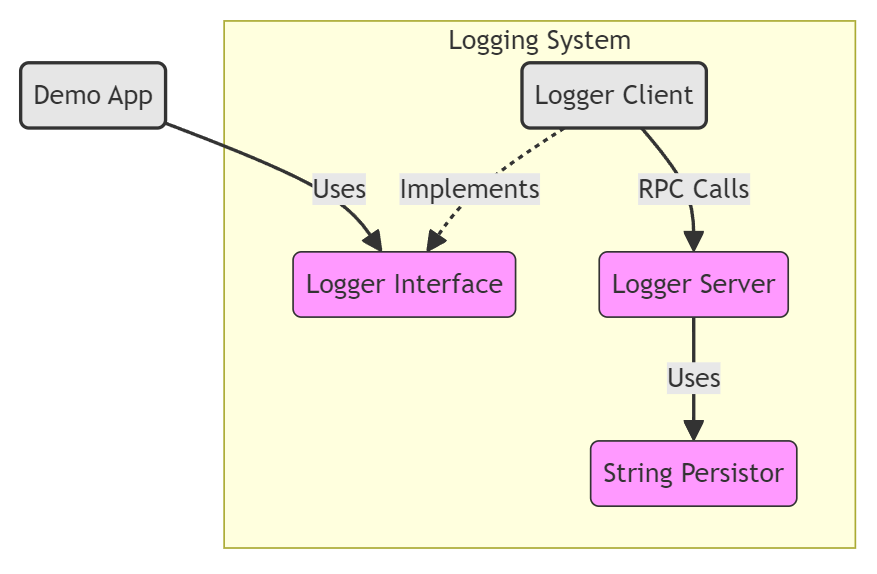 Logging System
Demo App
Logger Client
Uses
Implements
RPC Calls
Logger Interface
Logger Server
Uses
String Persistor